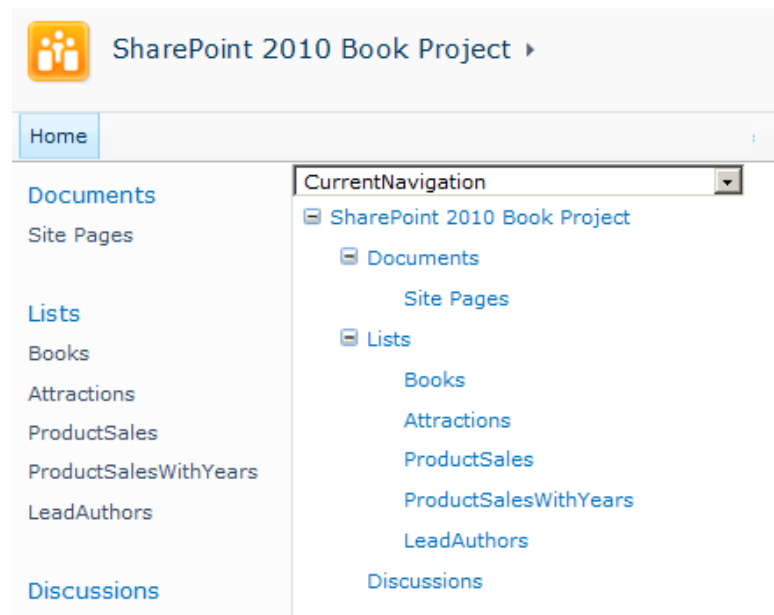 SharePoint 2010 Book Project
Home
Documents
Site Pages
Lists
Books
Attractions
ProductSales
ProductSalesWithYears
LeadAuthors
Discussions
CurrentNavigation
SharePoint 2010 Book Project
Documents
Site Pages
Lists
Books
Attractions
ProductSales
ProductSalesWithYears
LeadAuthors
Discussions